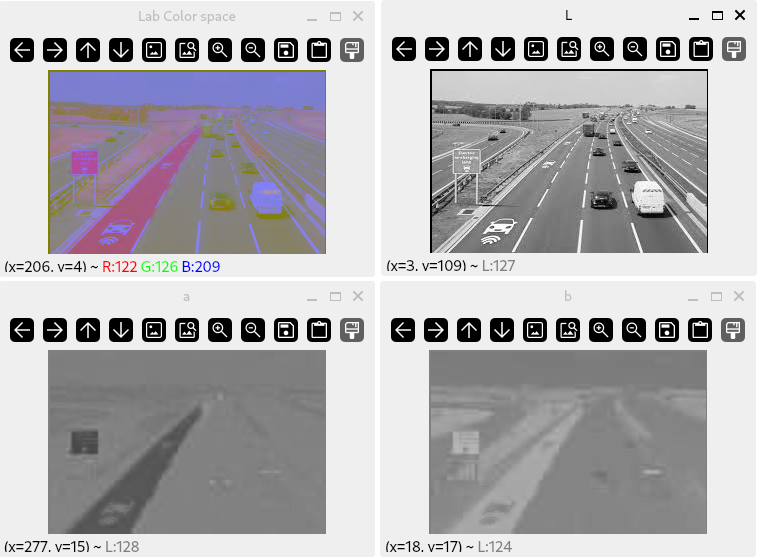 Lab Color space
L
(x=206, y=4) ~ R:122 G:126 B:209
(x=3, y=109) ~ L:127
a
b
(x=277, y=15) ~ L:128
(x=18, y=17) ~ L:124